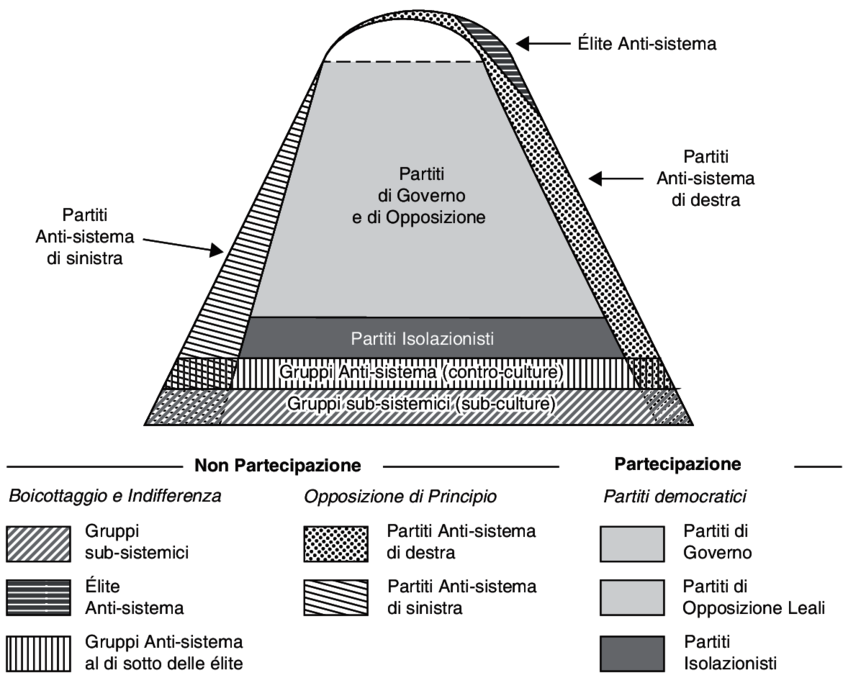 Élite Anti-sistema
Partiti
Anti-sistema
di destra
Partiti
di Governo
e di Opposizione
Partiti
Anti-sistema
di sinistra
Partiti Isolazionisti
Gruppi Anti-sistema (contro-culture)
Gruppi sub-sistemici (sub-culture)
Non Partecipazione
Partecipazione
Boicottaggio e Indifferenza
Opposizione di Principio
Partiti democratici
Gruppi
sub-sistemici
Partiti Anti-sistema
di destra
Partiti di
Governo
Élite
Anti-sistema
Partiti Anti-sistema
di sinistra
Partiti di
Opposizione Leali
Gruppi Anti-sistema
al di sotto delle élite
Partiti
Isolazionisti